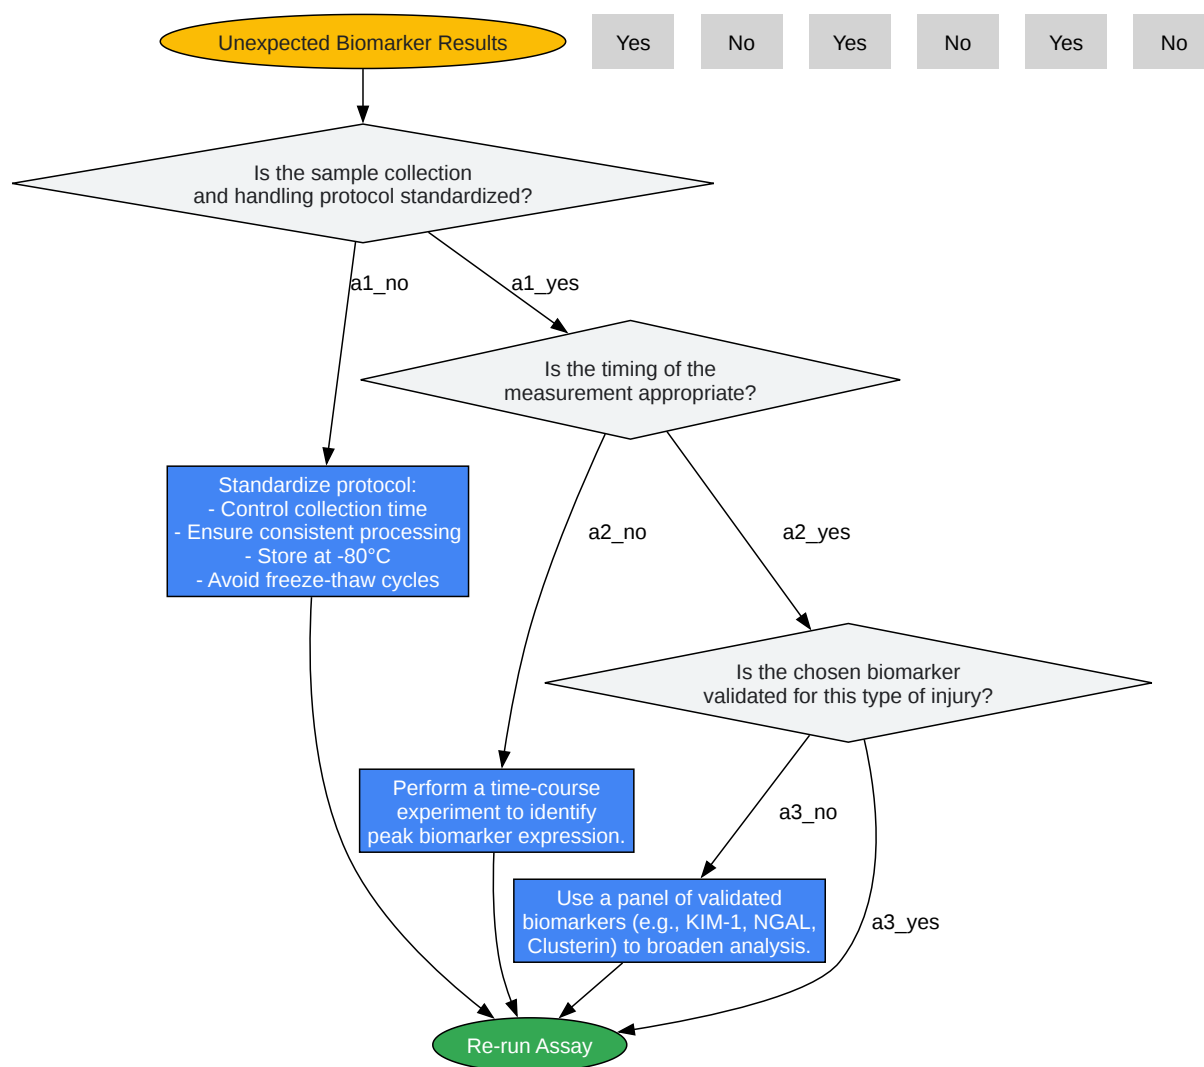 Unexpected Biomarker Results
Yes
No
Yes
No
Yes
No
Is the sample collection
and handling protocol standardized?
a1_no
a1_yes
Is the timing of the
measurement appropriate?
Standardize protocol:
- Control collection time
- Ensure consistent processing
- Store at -80°C
- Avoid freeze-thaw cycles
a2_no
a2_yes
Is the chosen biomarker
validated for this type of injury?
Perform a time-course
experiment to identify
peak biomarker expression.
a3_no
Use a panel of validated
biomarkers (e.g., KIM-1, NGAL,
Clusterin) to broaden analysis.
a3_yes
Re-run Assay